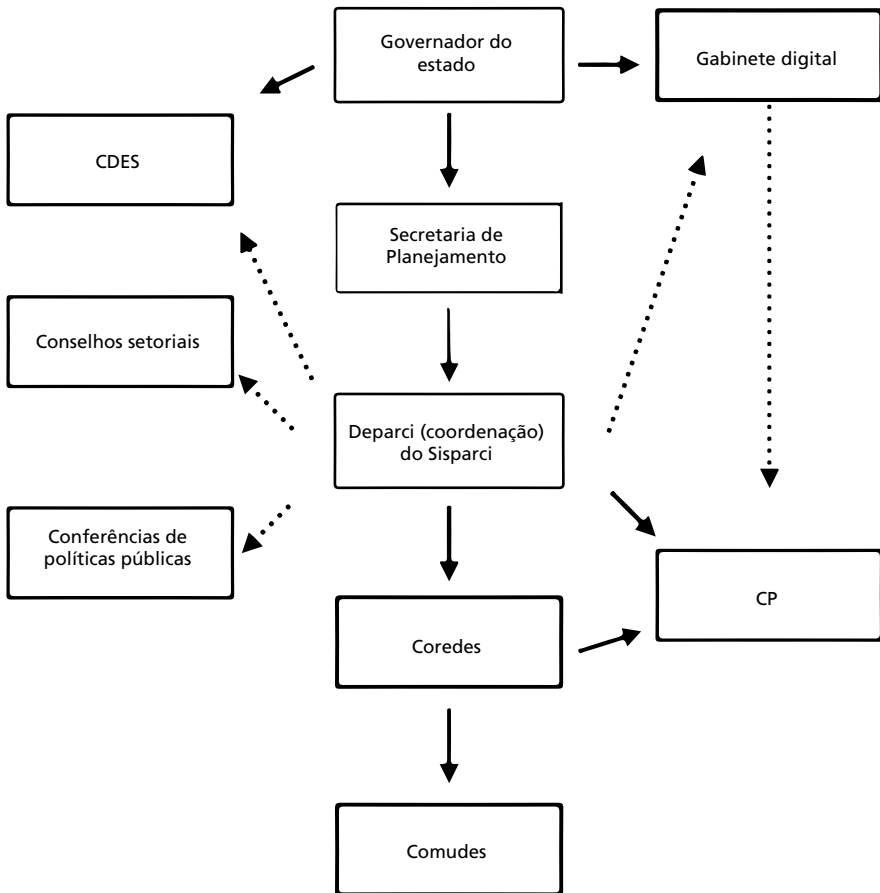 Governador do
estado
Gabinete digital
CDES
Secretaria de
Planejamento
Conselhos setoriais
Deparci (coordenação)
do Sisparci
Conferências de
políticas públicas
CP
Coredes
Comudes